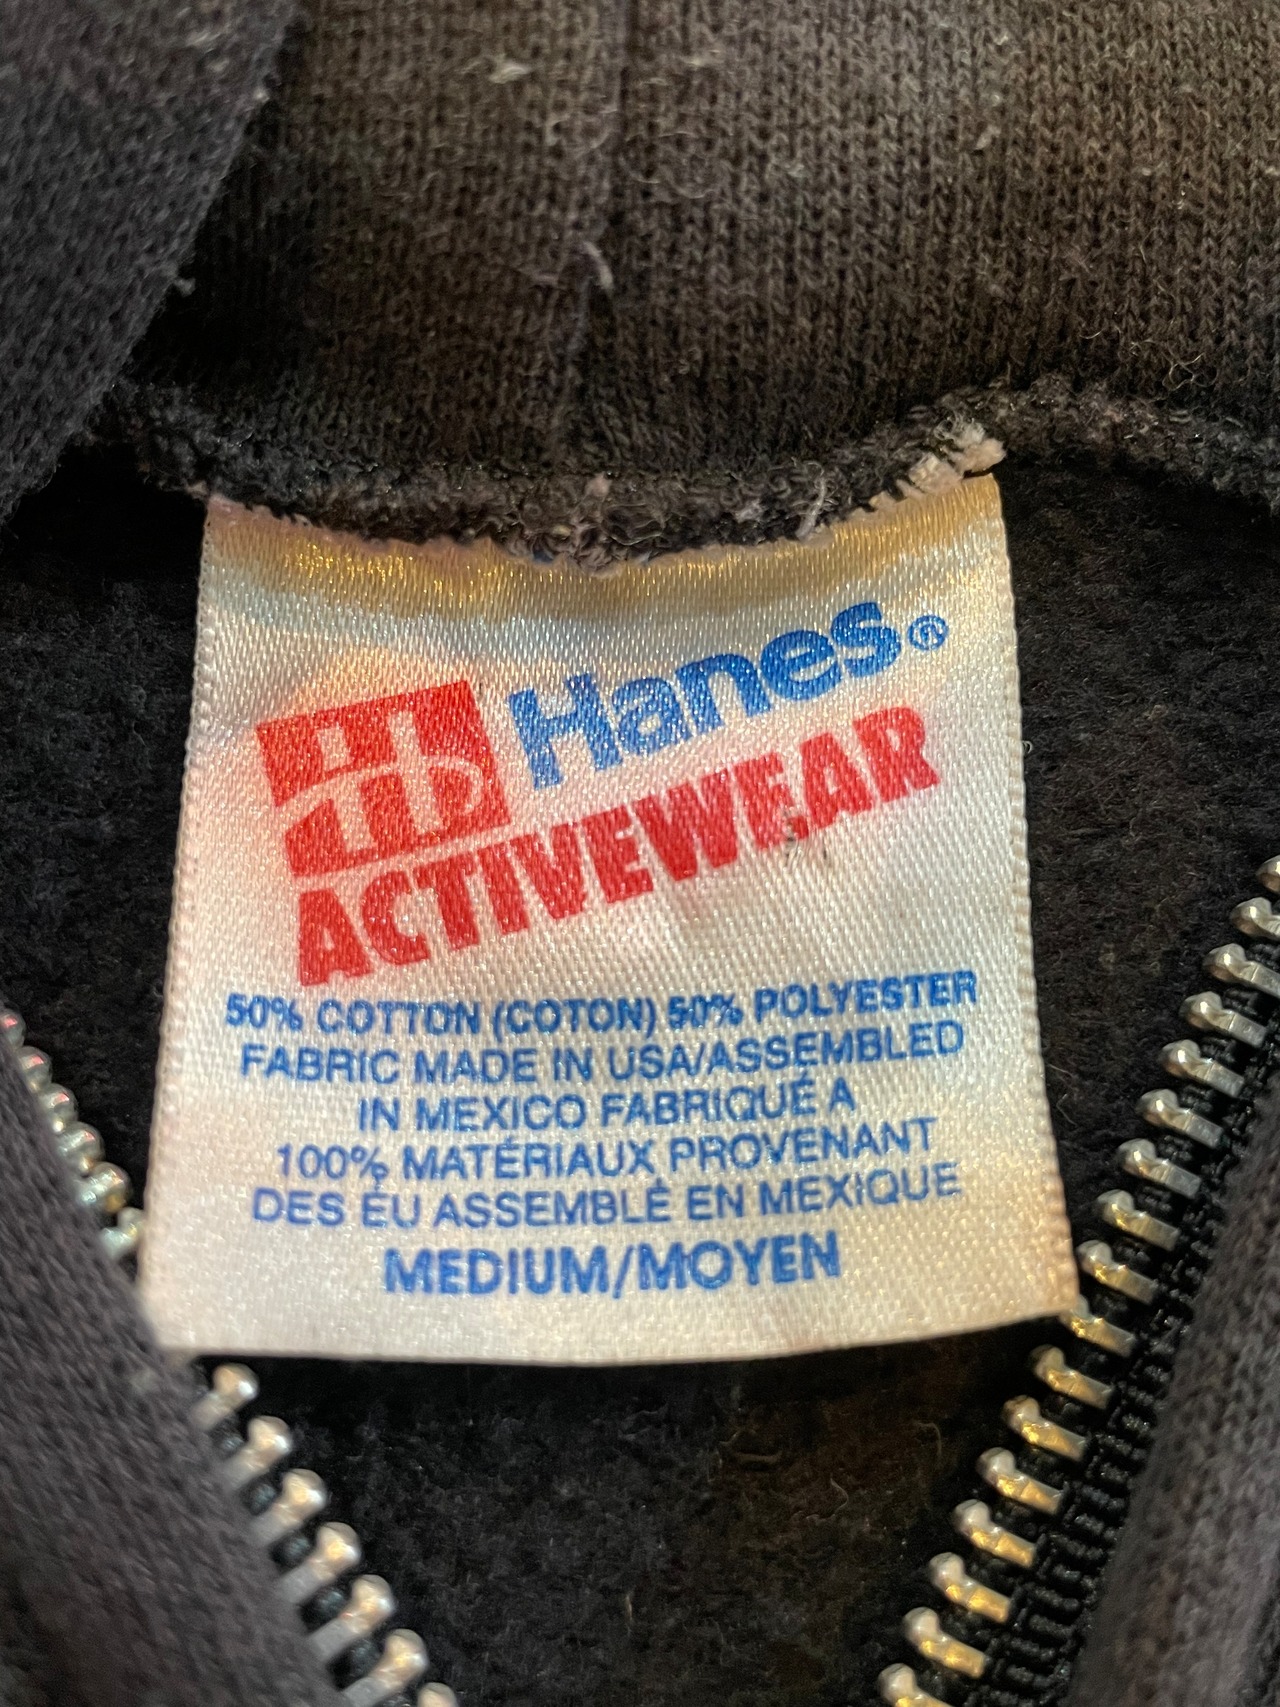 Hanes®
ACTIVEWEAR
50% COTTON (COTON) 50% POLYESTER
FABRIC MADE IN USA/ASSEMBLED
IN MEXICO FABRIQUÉ A
100% MATÉRIAUX PROVENANT
DES ÉU ASSEMBLÉ EN MEXIQUE
MEDIUM/MOYEN